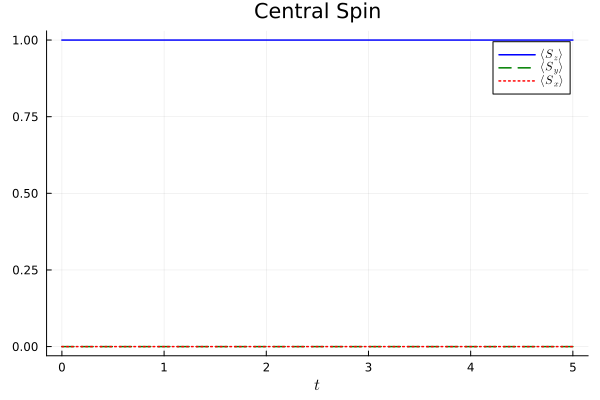 Central Spin
1.00
0.75
0.50
0.25
0.00
⟨S_z⟩
⟨S_y⟩
⟨S_x⟩
0 1 2 3 4 5
t